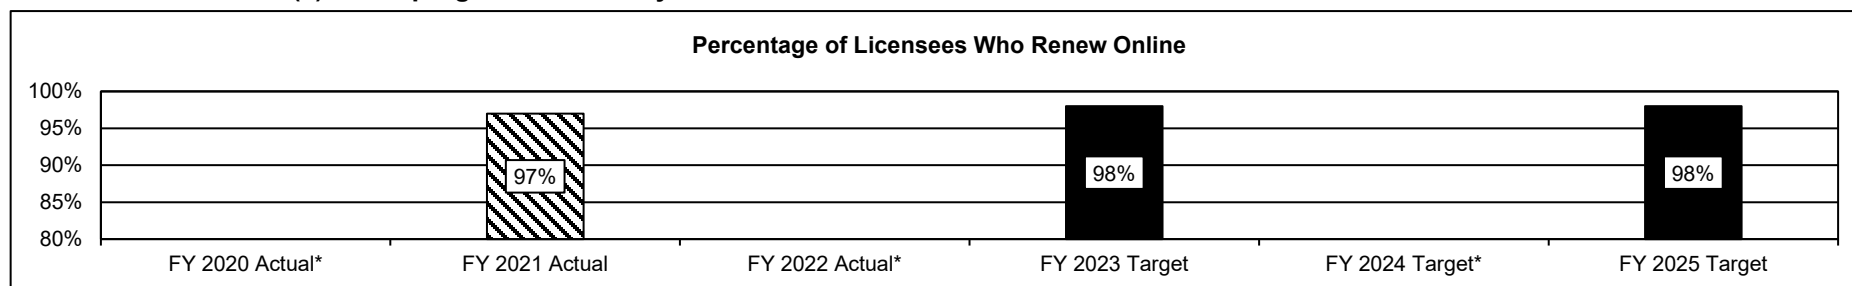 Percentage of Licensees Who Renew Online
100%
95%
90%
85%
80%
97%
98%
98%
FY 2020 Actual*
FY 2021 Actual
FY 2022 Actual*
FY 2023 Target
FY 2024 Target*
FY 2025 Target